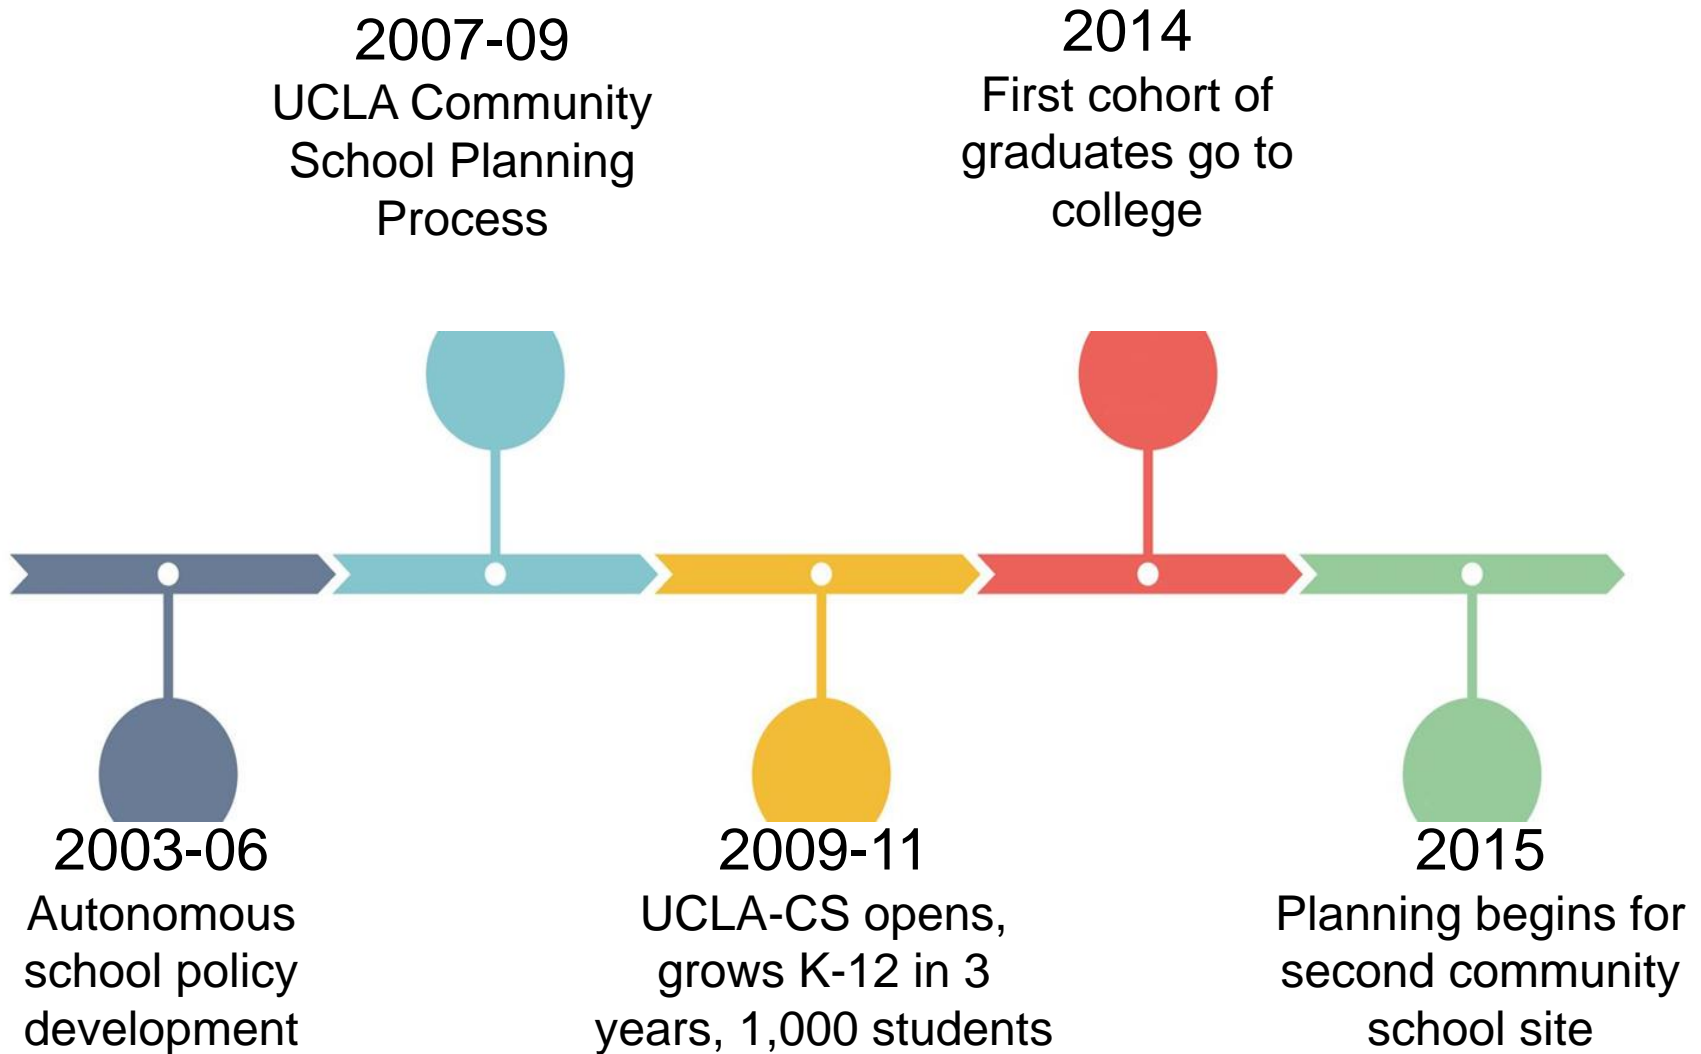 2007-09
UCLA Community
School Planning
Process
2014
First cohort of
graduates go to
college
2003-06
Autonomous
school policy
development
2009-11
UCLA-CS opens,
grows K-12 in 3
years, 1,000 students
2015
Planning begins for
second community
school site